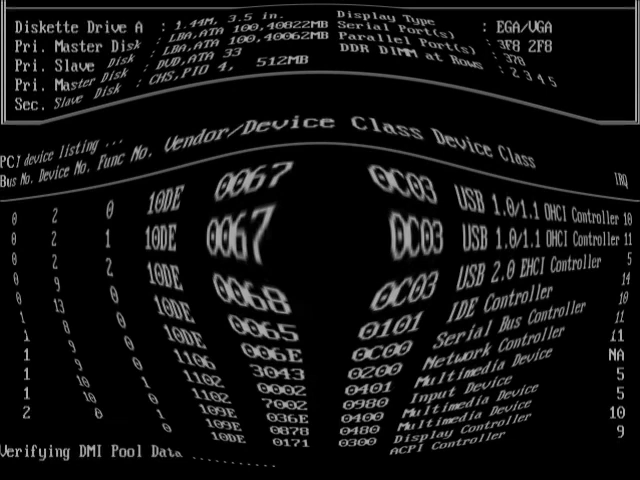 Diskette Drive A : 1.44M, 3.5 in. Display Type : EGA/VGA
Pri. Master Disk : LBA,ATA 100,40822MB Serial Port(s) : 3F8 2F8
Pri. Slave Disk : LBA,ATA 100,40062MB Parallel Port(s) : 378
Pri. Master Disk : DVD,ATA 33 DDR DIMM at Rows : 2 3 4 5
Sec. Slave Disk : CHS,PIO 4, 512MB
PCI device listing ...
Bus No. Device No. Func No. Vendor/Device Class Device Class IRQ
0 2 0 10DE 0067 0C03 USB 1.0/1.1 OHCI Controller 10
0 2 1 10DE 0067 0C03 USB 1.0/1.1 OHCI Controller 11
0 2 2 10DE 0068 0C03 USB 2.0 EHCI Controller 5
0 9 0 10DE 0065 0101 IDE Controller 14
0 13 0 10DE 006E 0C00 Serial Bus Controller 10
1 8 0 1106 3043 0200 Network Controller 11
1 9 0 1102 0002 0401 Multimedia Device 11
1 9 1 1102 7002 0980 Input Device NA
1 10 0 109E 036E 0400 Multimedia Device 5
1 10 1 109E 0878 0480 Multimedia Device 5
2 0 0 10DE 0171 0300 Display Controller 10
ACPI Controller 9
Verifying DMI Pool Data ...........